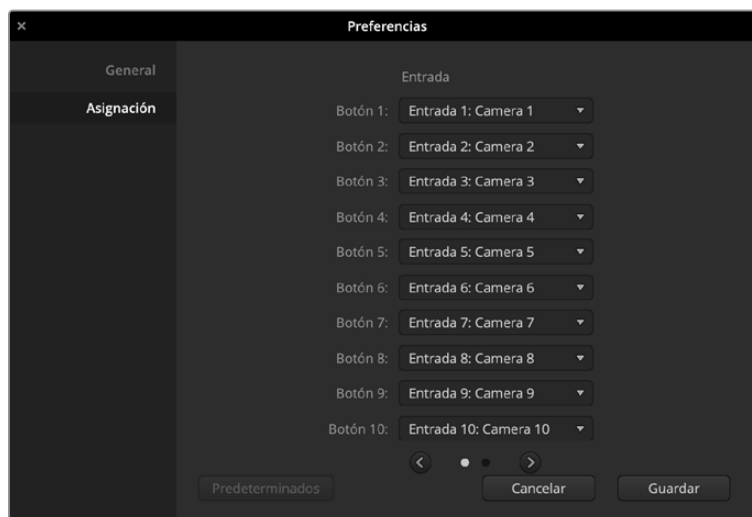 Preferencias
General
Asignación
Entrada
Botón 1: Entrada 1: Camera 1
Botón 2: Entrada 2: Camera 2
Botón 3: Entrada 3: Camera 3
Botón 4: Entrada 4: Camera 4
Botón 5: Entrada 5: Camera 5
Botón 6: Entrada 6: Camera 6
Botón 7: Entrada 7: Camera 7
Botón 8: Entrada 8: Camera 8
Botón 9: Entrada 9: Camera 9
Botón 10: Entrada 10: Camera 10
Predeterminados Cancelar Guardar